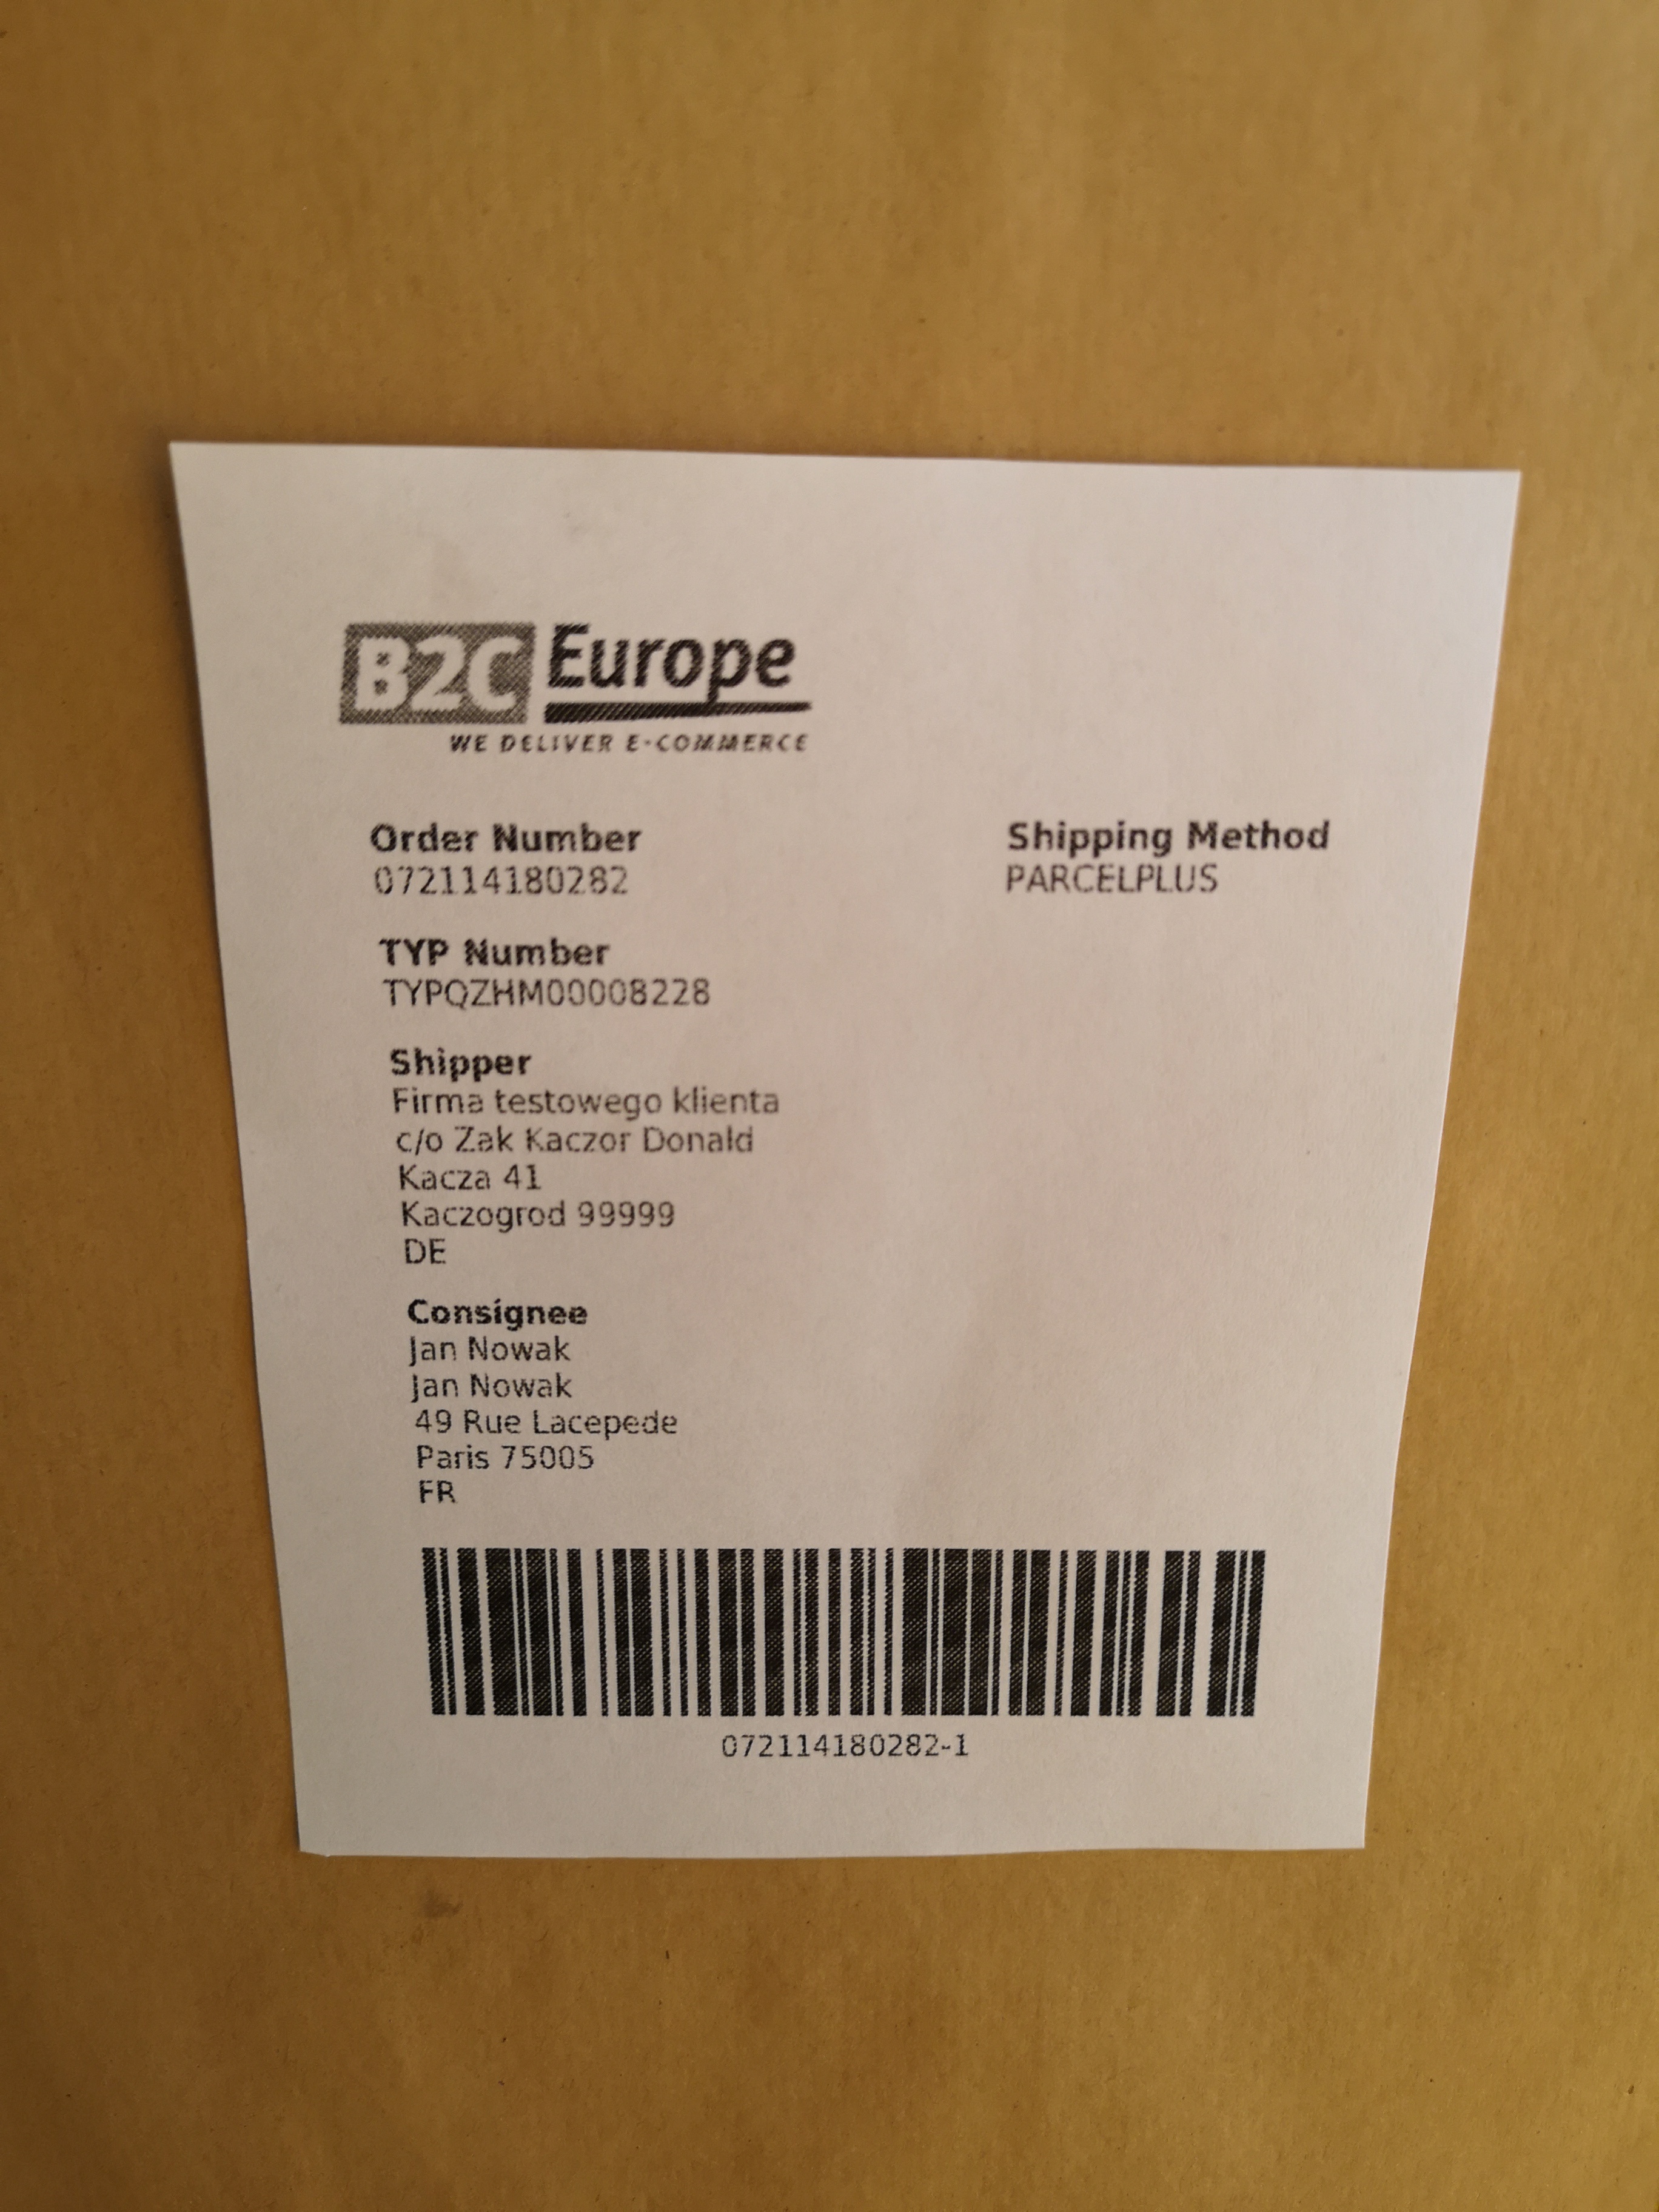 B2C Europe
WE DELIVER E-COMMERCE
Order Number
072114180282
Shipping Method
PARCELPLUS
TYP Number
TYPQZHM00008228
Shipper
Firma testowego klienta
c/o Zak Kaczor Donald
Kacza 41
Kaczogrod 99999
DE
Consignee
Jan Nowak
Jan Nowak
49 Rue Lacepede
Paris 75005
FR
072114180282-1